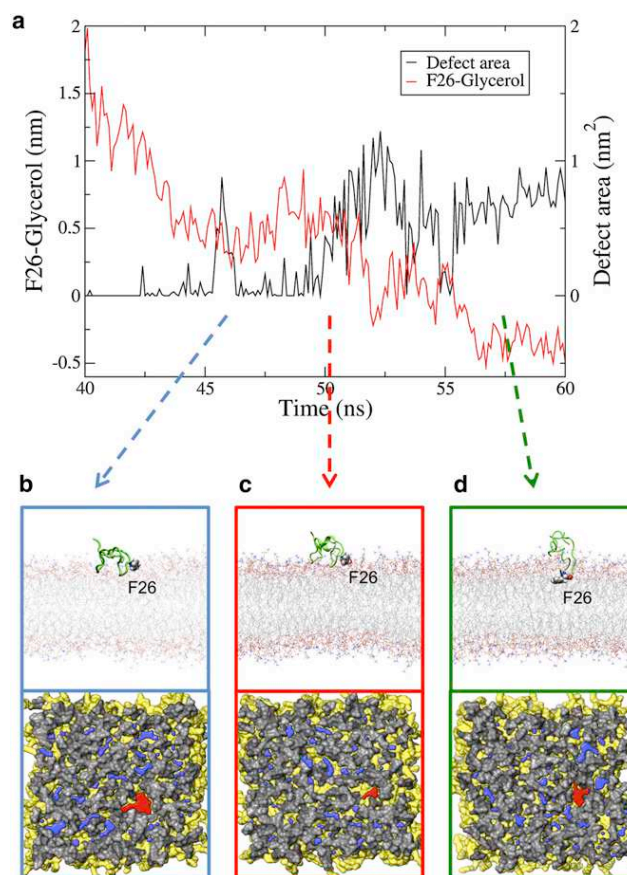 a
Defect area
F26-Glycerol
F26-Glycerol (nm)
2
1.5
1
0.5
0
-0.5
Defect area (nm²)
2
1
0
40 45 50 55 60
Time (ns)
b c d
F26 F26 F26